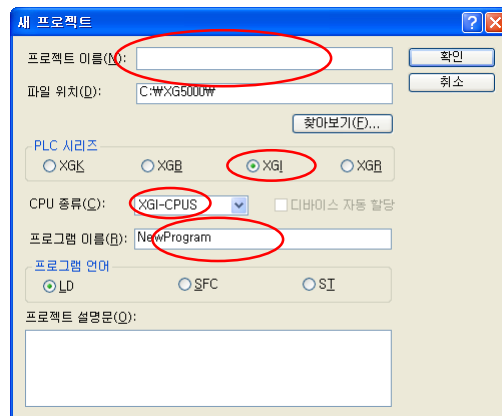 새 프로젝트
프로젝트 이름(N):
확인
파일 위치(D):
C:\XG5000\
취소
찾아보기(F)...
PLC 시리즈
XGK
XGB
XGI
XGR
CPU 종류(C):
XGI-CPUS
디바이스 자동 할당
프로그램 이름(R):
NewProgram
프로그램 언어
LD
SFC
ST
프로젝트 설명문(O):